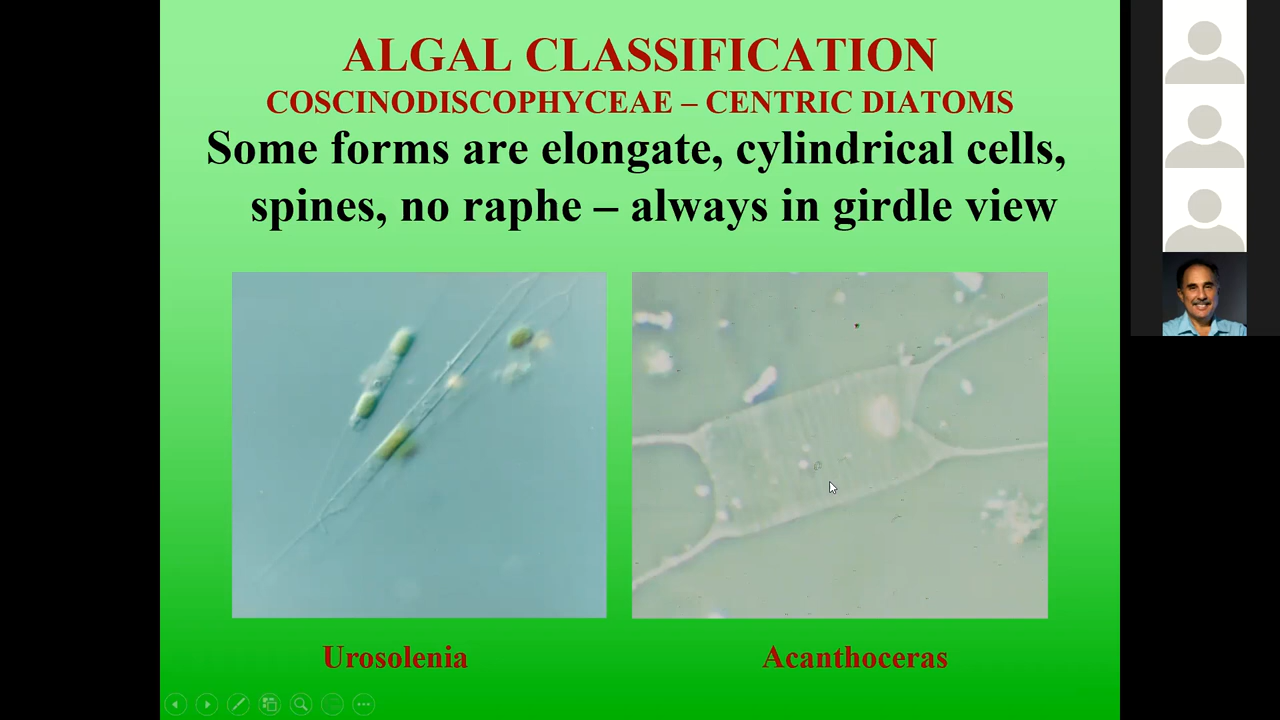 ALGAL CLASSIFICATION
COSCINODISCOPHYCEAE – CENTRIC DIATOMS
Some forms are elongate, cylindrical cells,
spines, no raphe – always in girdle view
Urosolenia
Acanthoceras